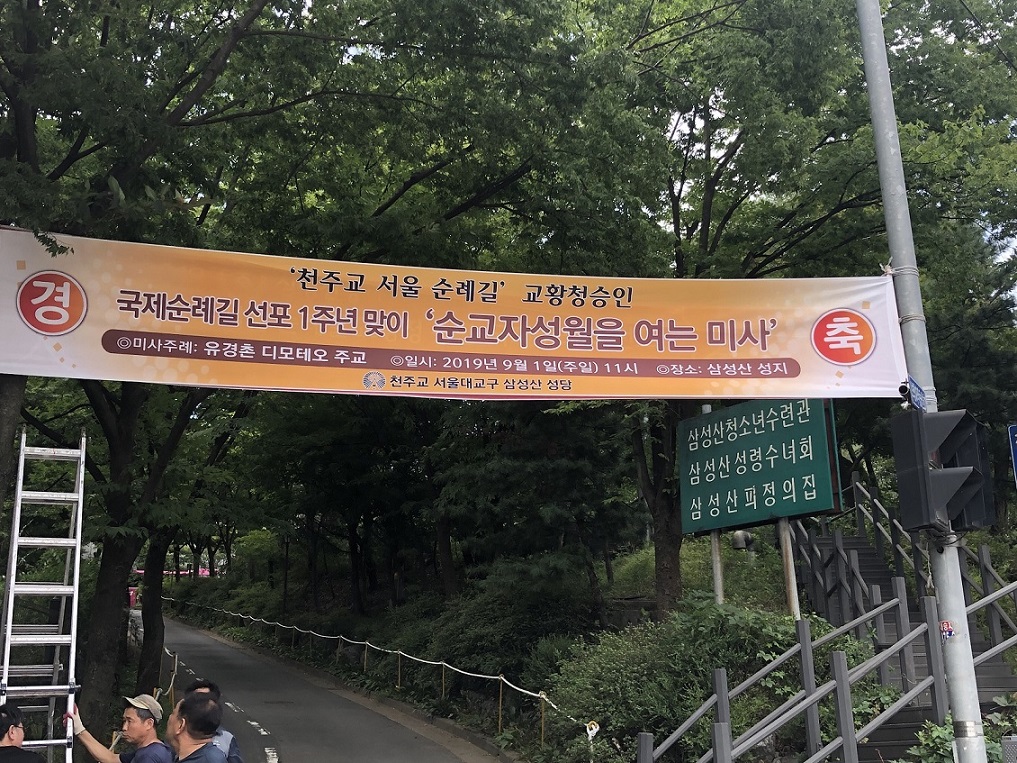 '천주교 서울 순례길' 교황청승인
경
국제순례길 선포 1주년 맞이 '순교자성월을 여는 미사'
축
◎미사주례: 유경촌 디모테오 주교 ◎일시: 2019년 9월 1일(주일) 11시 ◎장소: 삼성산 성지
천주교 서울대교구 삼성산 성당
삼성산청소년수련관
삼성산성령수녀회
삼성산피정의집